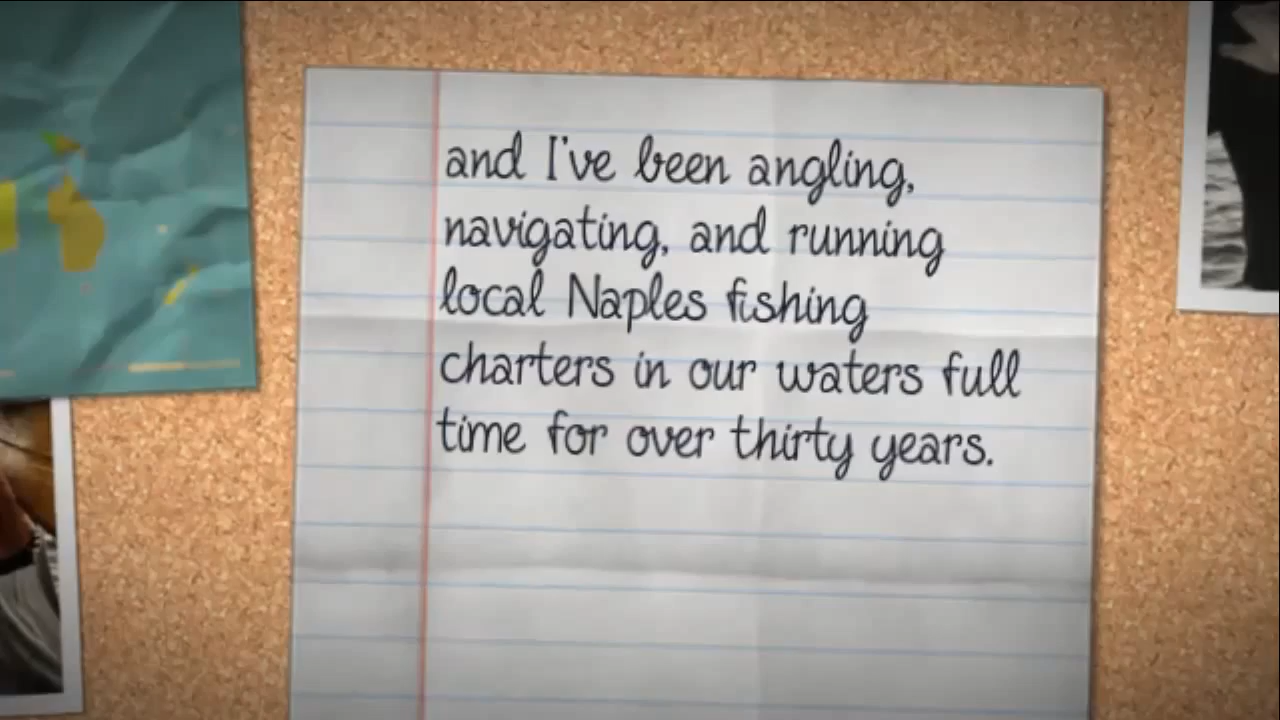 and I've been angling,
navigating, and running
local Naples fishing
charters in our waters full
time for over thirty years.